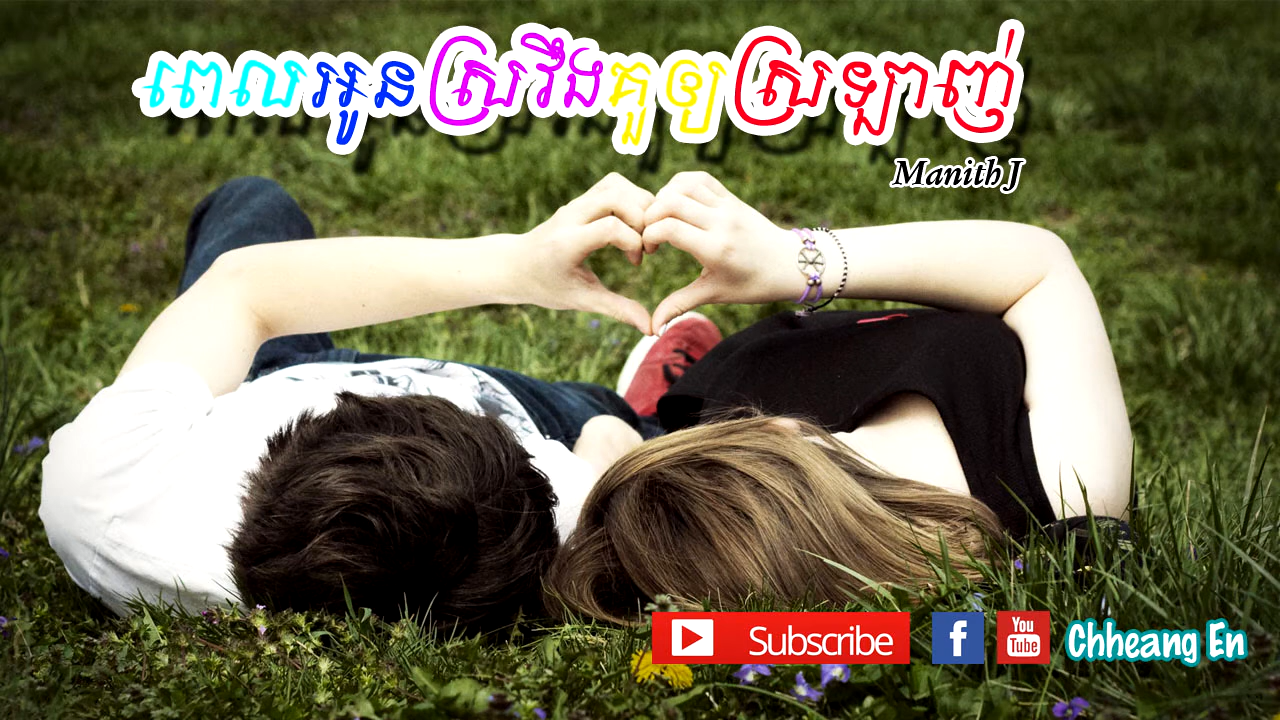 ពេលអូនស្រវឹងគួឲ្យស្រឡាញ់
Manith J
Subscribe
f
You Tube
Chheang En